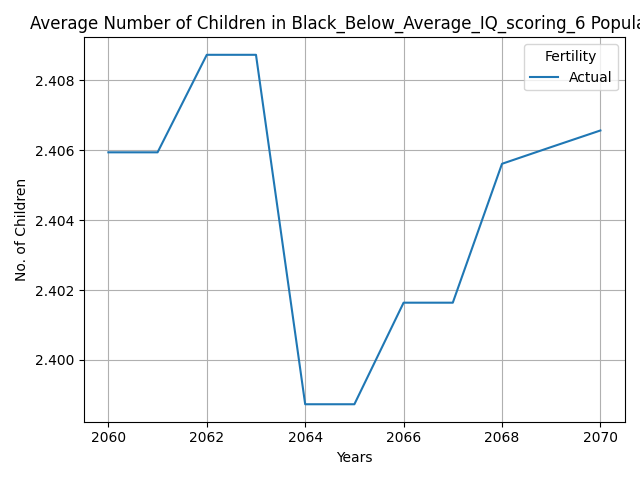 Average Number of Children in Black_Below_Average_IQ_scoring_6 Popula
Fertility
Actual
No. of Children
2.408
2.406
2.404
2.402
2.400
2060 2062 2064 2066 2068 2070
Years